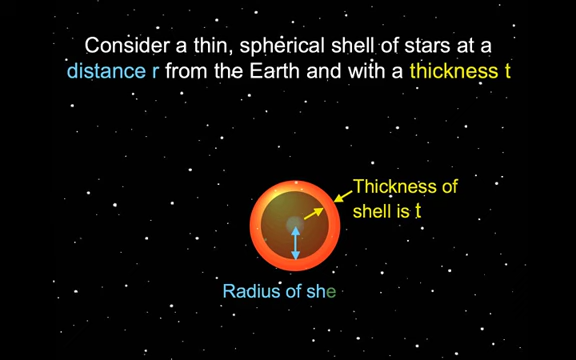 Consider a thin, spherical shell of stars at a
distance r from the Earth and with a thickness t
Thickness of
shell is t
Radius of she